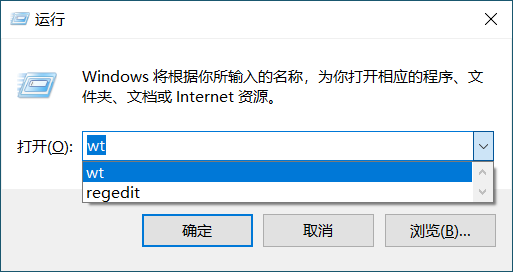 运行
Windows 将根据你所输入的名称，为你打开相应的程序、文
件夹、文档或 Internet 资源。
打开(O): wt
wt
regedit
确定 取消 浏览(B)...